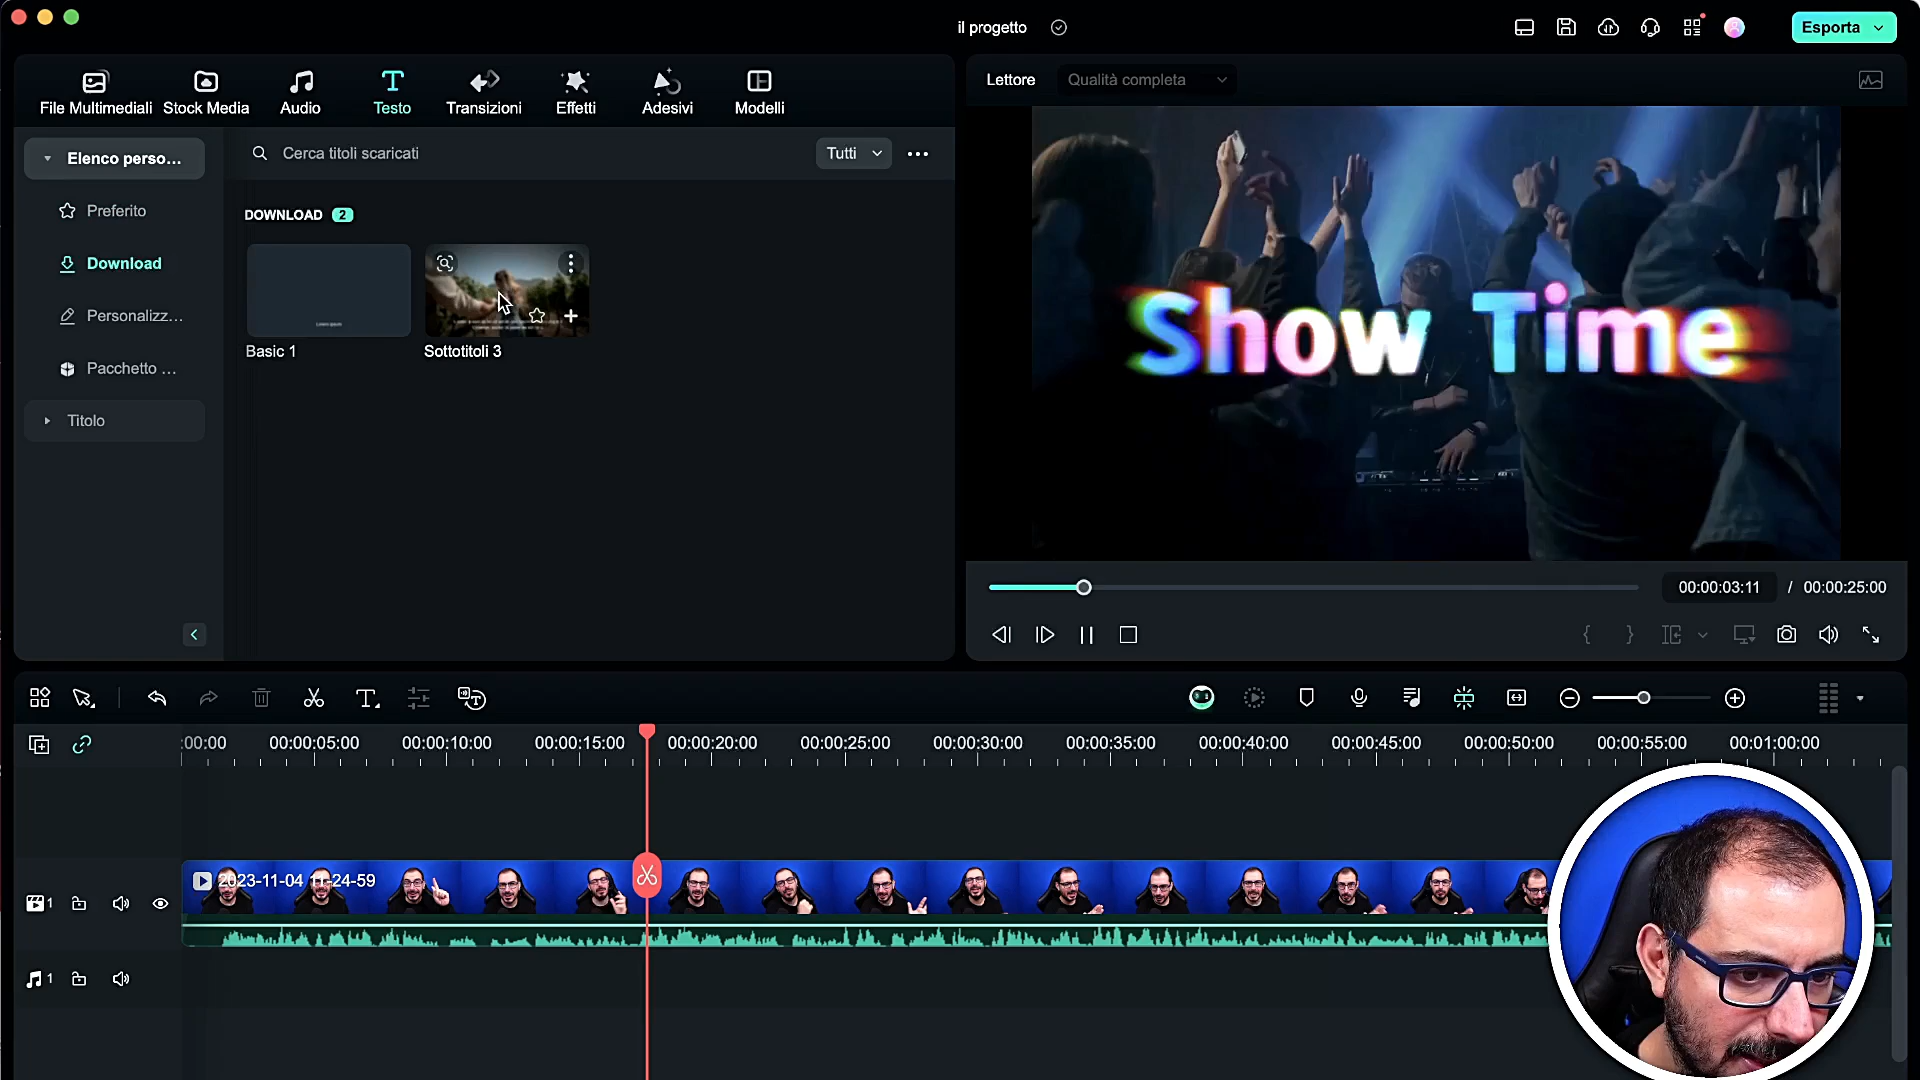 il progetto
Esporta
File Multimediali
Stock Media
Audio
Testo
Transizioni
Effetti
Adesivi
Modelli
Lettore
Qualità completa
Elenco perso...
Cerca titoli scaricati
Tutti
Preferito
DOWNLOAD 2
Download
Personalizz...
Basic 1
Sottotitoli 3
Pacchetto ...
Titolo
Show Time
00:00:03:11 / 00:00:25:00
:00:00
00:00:05:00
00:00:10:00
00:00:15:00
00:00:20:00
00:00:25:00
00:00:30:00
00:00:35:00
00:00:40:00
00:00:45:00
00:00:50:00
00:00:55:00
00:01:00:00
2023-11-04 11-24-59
1
1